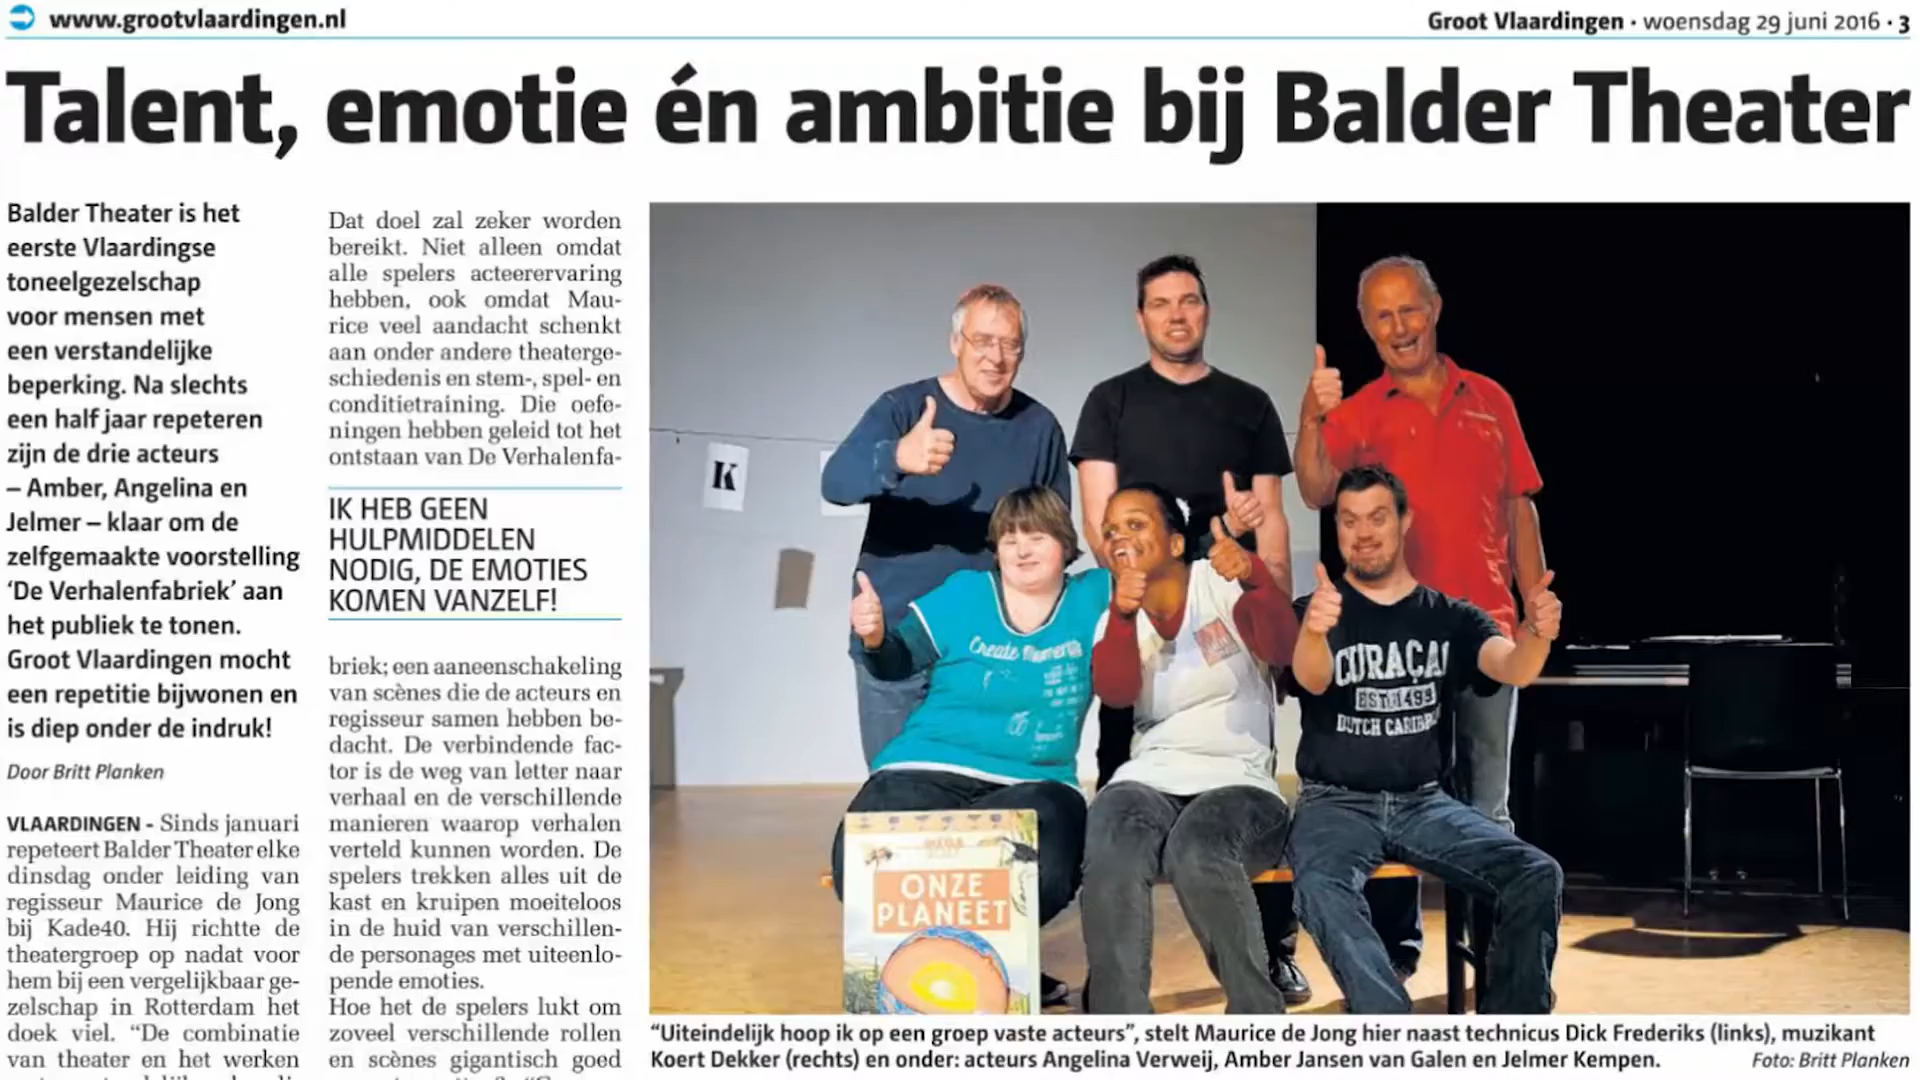 www.grootvlaardingen.nl
Groot Vlaardingen · woensdag 29 juni 2016 · 3
Talent, emotie én ambitie bij Balder Theater
Balder Theater is het
eerste Vlaardingse
toneelgezelschap
voor mensen met
een verstandelijke
beperking. Na slechts
een half jaar repeteren
zijn de drie acteurs
– Amber, Angelina en
Jelmer – klaar om de
zelfgemaakte voorstelling
‘De Verhalenfabriek’ aan
het publiek te tonen.
Groot Vlaardingen mocht
een repetitie bijwonen en
is diep onder de indruk!
Door Britt Planken
VLAARDINGEN - Sinds januari
repeteert Balder Theater elke
dinsdag onder leiding van
regisseur Maurice de Jong
bij Kade40. Hij richtte de
theatergroep op nadat voor
hem bij een vergelijkbaar ge-
zelschap in Rotterdam het
doek viel. “De combinatie
van theater en het werken
Dat doel zal zeker worden
bereikt. Niet alleen omdat
alle spelers acteerervaring
hebben, ook omdat Mau-
rice veel aandacht schenkt
aan onder andere theaterge-
schiedenis en stem-, spel- en
conditietraining. Die oefe-
ningen hebben geleid tot het
ontstaan van De Verhalenfa-
IK HEB GEEN
HULPMIDDELEN
NODIG, DE EMOTIES
KOMEN VANZELF!
briek; een aaneenschakeling
van scènes die de acteurs en
regisseur samen hebben be-
dacht. De verbindende fac-
tor is de weg van letter naar
verhaal en de verschillende
manieren waarop verhalen
verteld kunnen worden. De
spelers trekken alles uit de
kast en kruipen moeiteloos
in de huid van verschillen-
de personages met uiteenlo-
pende emoties.
Hoe het de spelers lukt om
zoveel verschillende rollen
en scènes gigantisch goed
K
Create Moments
CURAÇA
EST. 1499
DUTCH CARIBB
ONZE
PLANEET
“Uiteindelijk hoop ik op een groep vaste acteurs”, stelt Maurice de Jong hier naast technicus Dick Frederiks (links), muzikant
Koert Dekker (rechts) en onder: acteurs Angelina Verweij, Amber Jansen van Galen en Jelmer Kempen.
Foto: Britt Planken